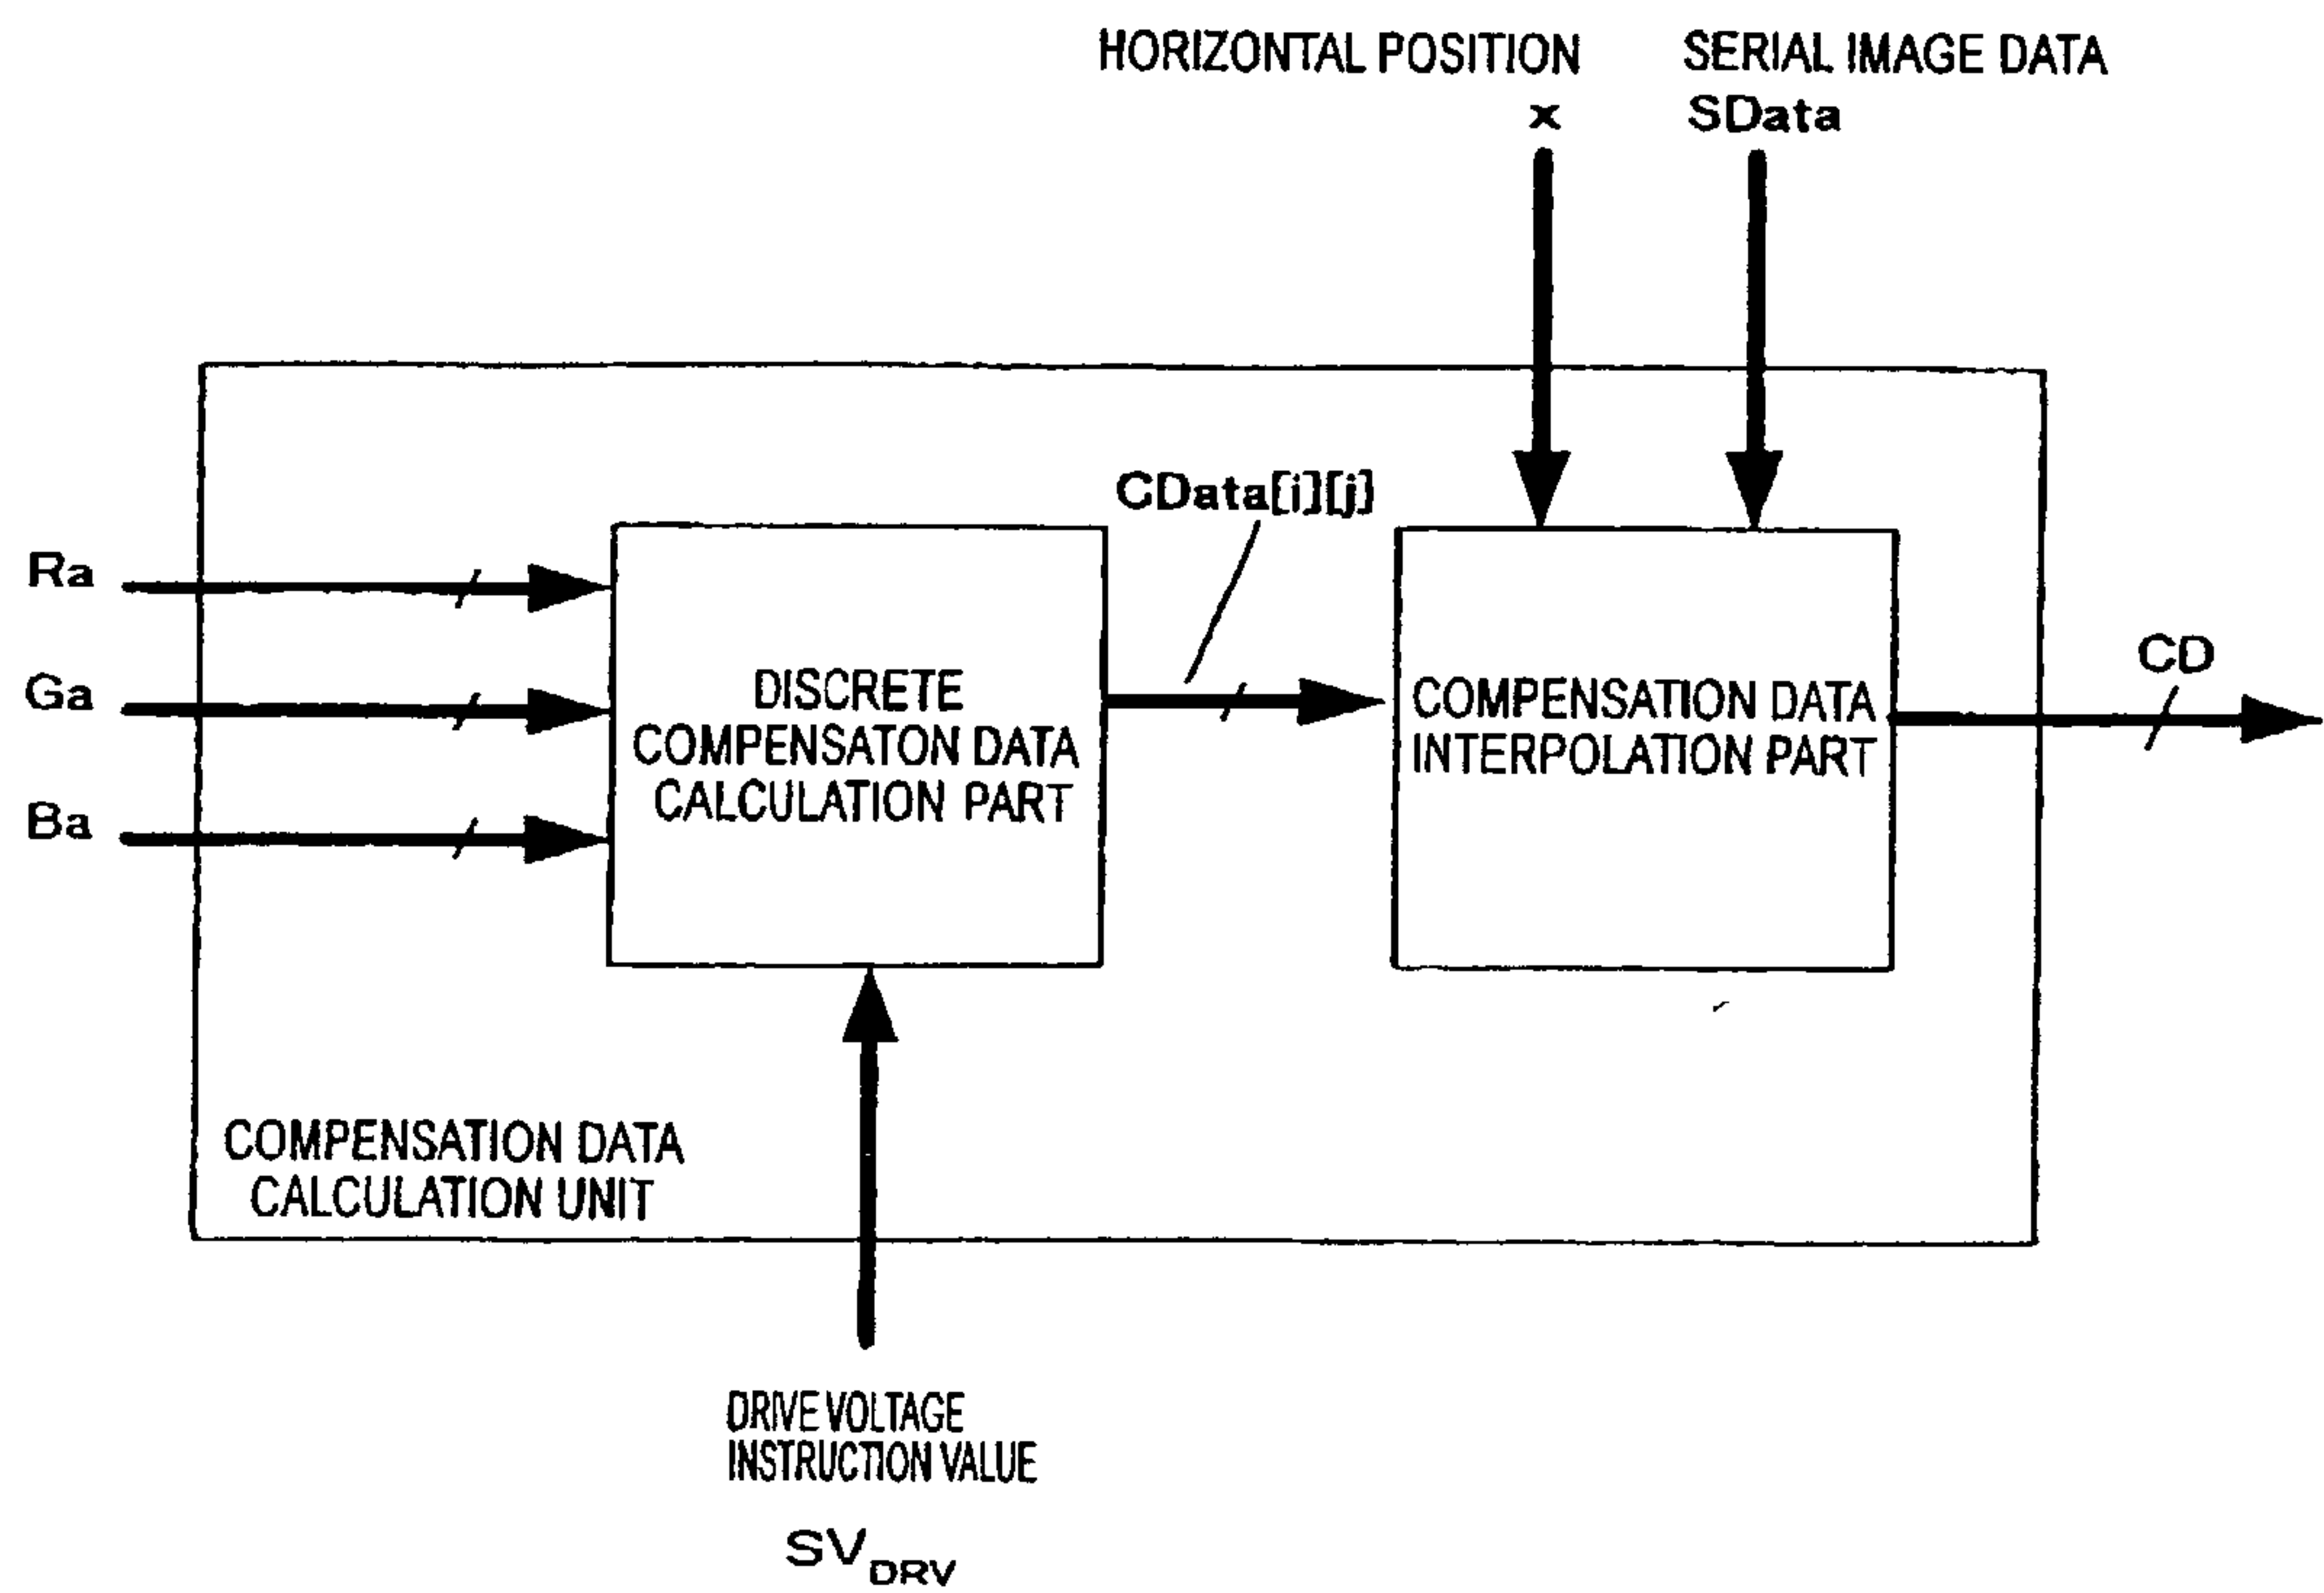 HORIZONTAL POSITION
x
SERIAL IMAGE DATA
SData
CData[i][j]
Ra
Ga
Ba
DISCRETE
COMPENSATON DATA
CALCULATION PART
COMPENSATION DATA
INTERPOLATION PART
CD
COMPENSATION DATA
CALCULATION UNIT
DRIVE VOLTAGE
INSTRUCTION VALUE
SV_DRV